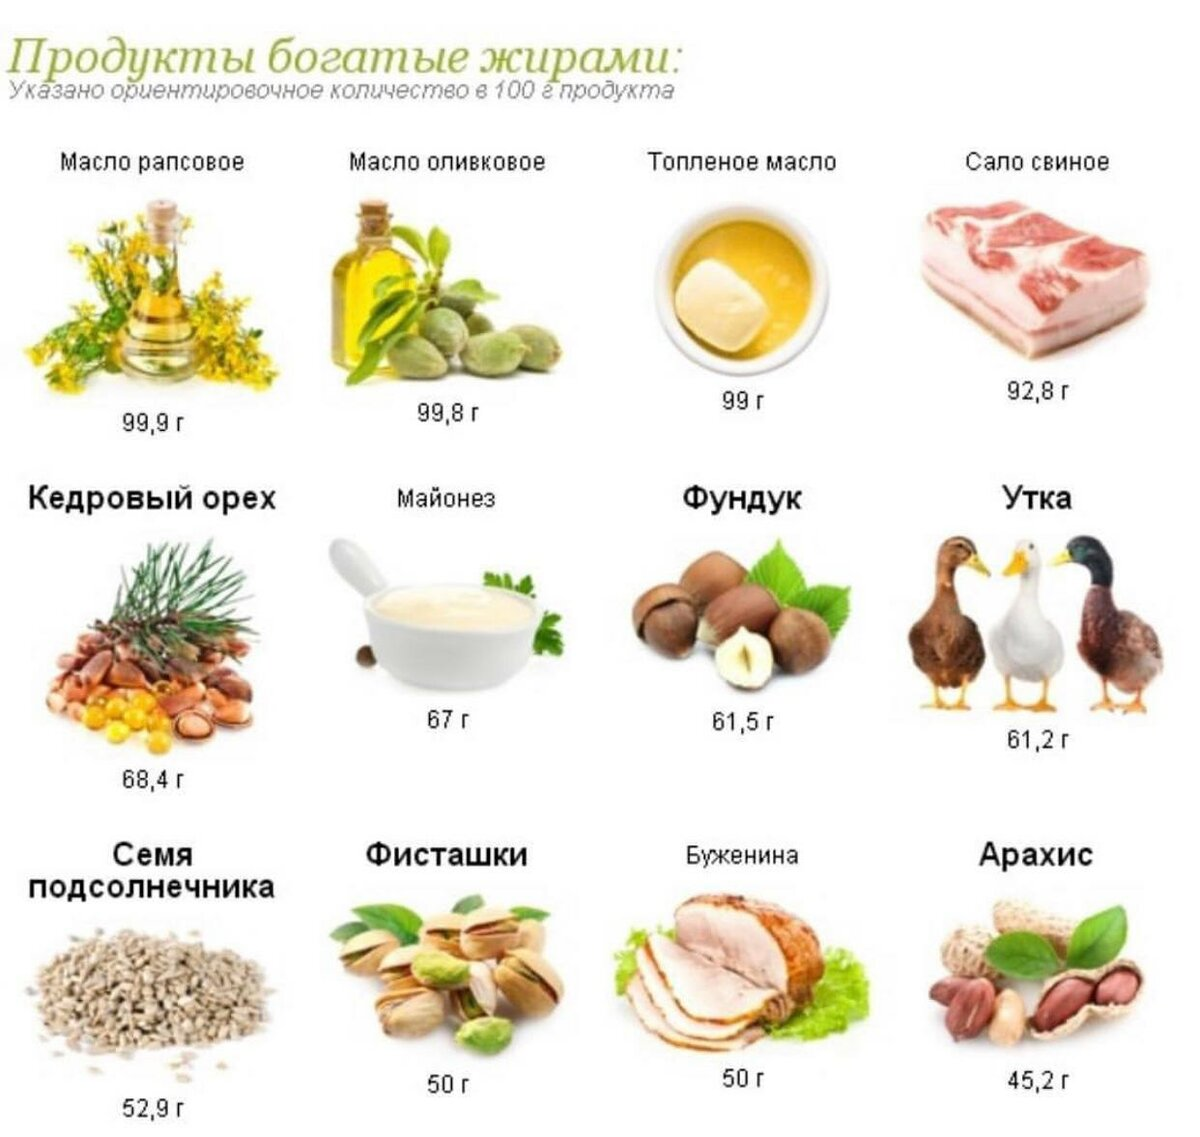 Продукты богатые жирами:
Указано ориентировочное количество в 100 г продукта
Масло рапсовое
Масло оливковое
Топленое масло
Сало свиное
99,9 г
99,8 г
99 г
92,8 г
Кедровый орех
Майонез
Фундук
Утка
68,4 г
67 г
61,5 г
61,2 г
Семя
подсолнечника
Фисташки
Буженина
Арахис
52,9 г
50 г
50 г
45,2 г